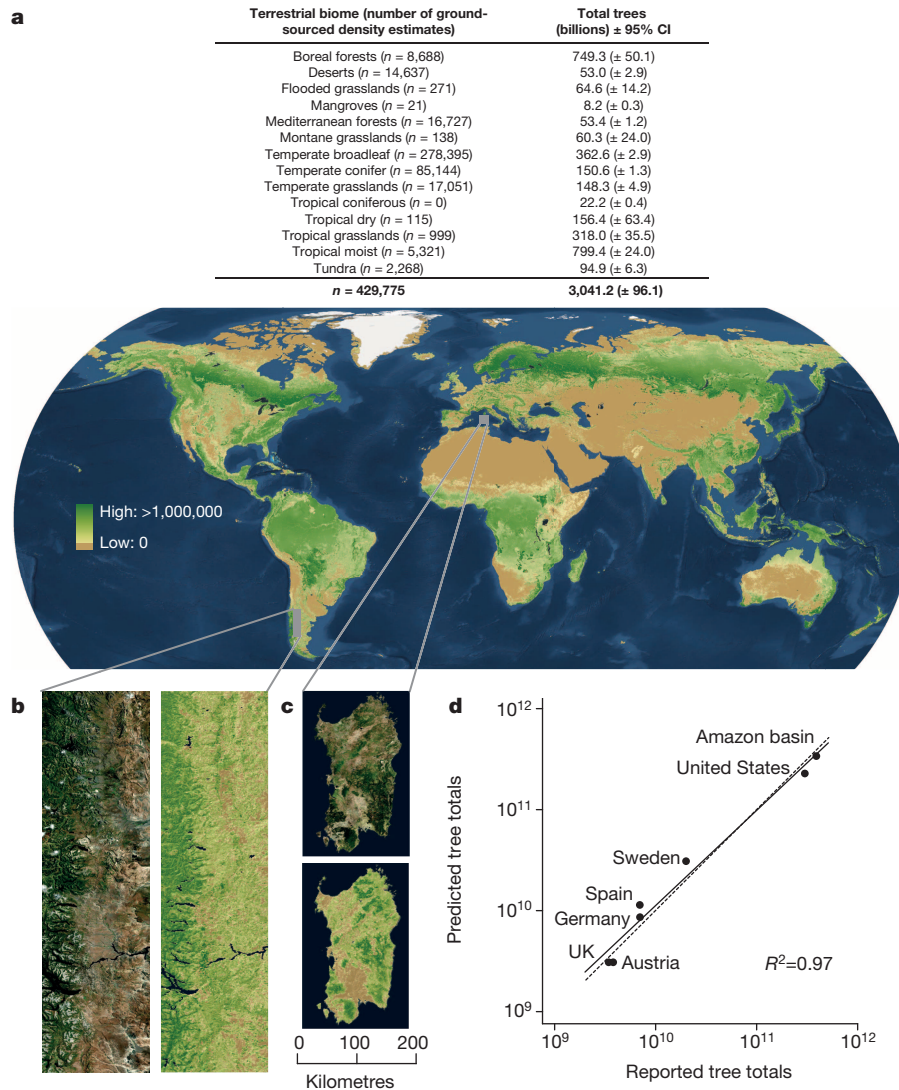 a
Terrestrial biome (number of ground-sourced density estimates) Total trees (billions) ± 95% CI
Boreal forests (n = 8,688) 749.3 (± 50.1)
Deserts (n = 14,637) 53.0 (± 2.9)
Flooded grasslands (n = 271) 64.6 (± 14.2)
Mangroves (n = 21) 8.2 (± 0.3)
Mediterranean forests (n = 16,727) 53.4 (± 1.2)
Montane grasslands (n = 138) 60.3 (± 24.0)
Temperate broadleaf (n = 278,395) 362.6 (± 2.9)
Temperate conifer (n = 85,144) 150.6 (± 1.3)
Temperate grasslands (n = 17,051) 148.3 (± 4.9)
Tropical coniferous (n = 0) 22.2 (± 0.4)
Tropical dry (n = 115) 156.4 (± 63.4)
Tropical grasslands (n = 999) 318.0 (± 35.5)
Tropical moist (n = 5,321) 799.4 (± 24.0)
Tundra (n = 2,268) 94.9 (± 6.3)
n = 429,775 3,041.2 (± 96.1)
High: >1,000,000
Low: 0
b
c
0 100 200
Kilometres
d
Predicted tree totals
10¹²
10¹¹
10¹⁰
10⁹
Amazon basin
United States
Sweden
Spain
Germany
UK
Austria
R²=0.97
10⁹ 10¹⁰ 10¹¹ 10¹²
Reported tree totals